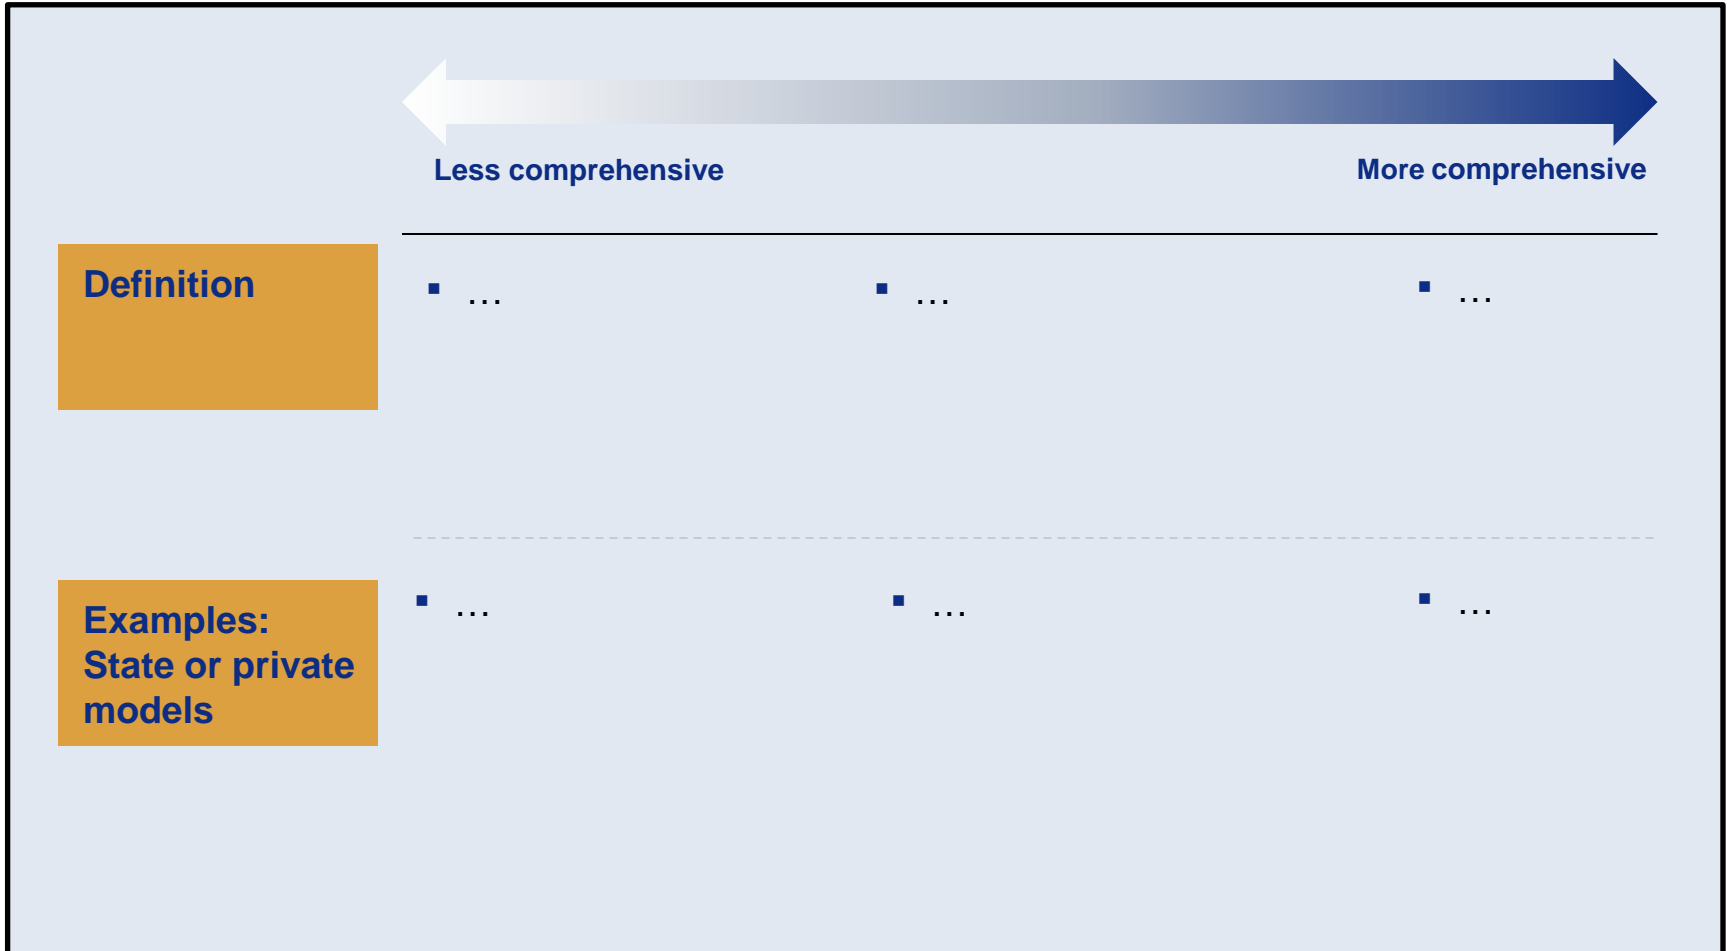 Less comprehensive
More comprehensive
Definition
▪ …
▪ …
▪ …
Examples:
State or private
models
▪ …
▪ …
▪ …